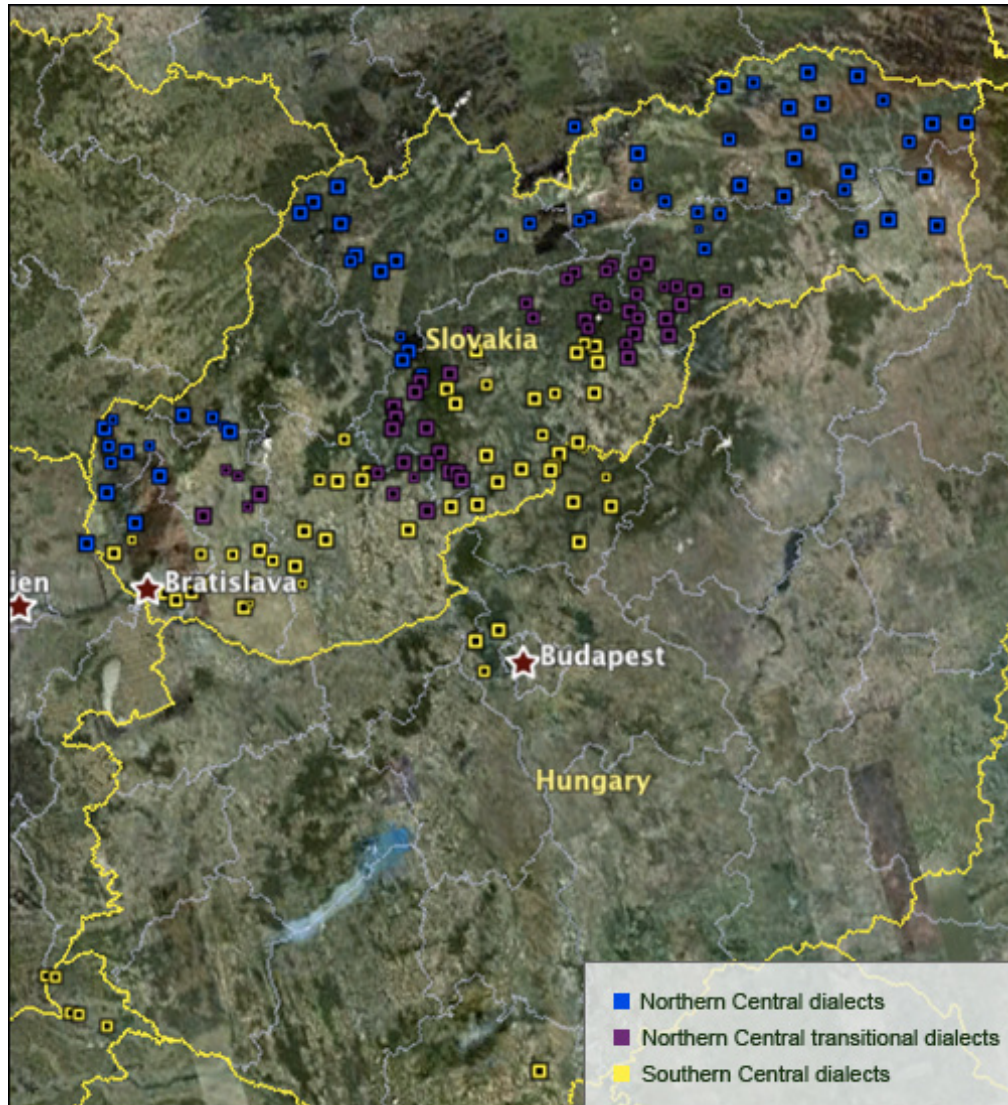 Slovakia
ien
Bratislava
Budapest
Hungary
Northern Central dialects
Northern Central transitional dialects
Southern Central dialects